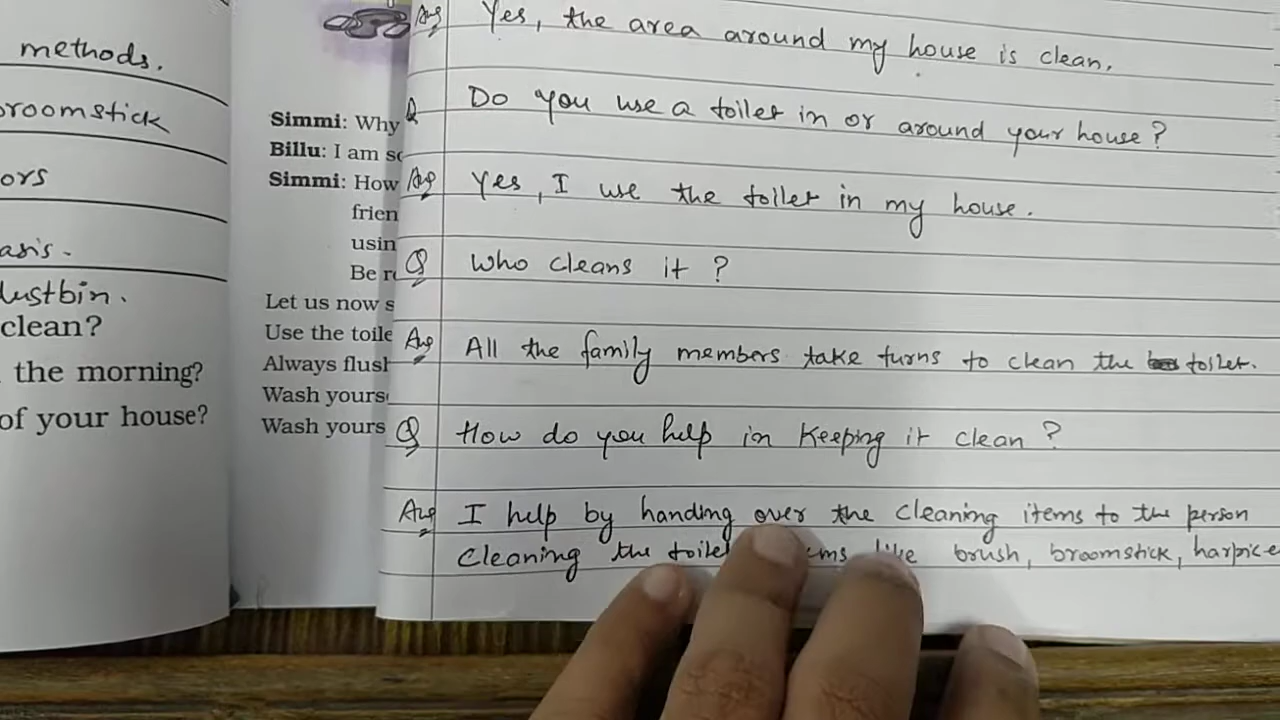 methods.
broomstick
ors
asis.
dustbin.
clean?
the morning?
of your house?
Simmi: Why
Billu: I am so
Simmi: How
frien
usin
Be re
Let us now s
Use the toile
Always flush
Wash yours
Wash yours
Ans Yes, the area around my house is clean.
Q Do you use a toilet in or around your house?
Ans Yes, I use the toilet in my house.
Q Who cleans it?
Ans All the family members take turns to clean the toilet.
Q How do you help in keeping it clean?
Ans I help by handing over the cleaning items to the person
cleaning the toilet ems like brush, broomstick, harpice